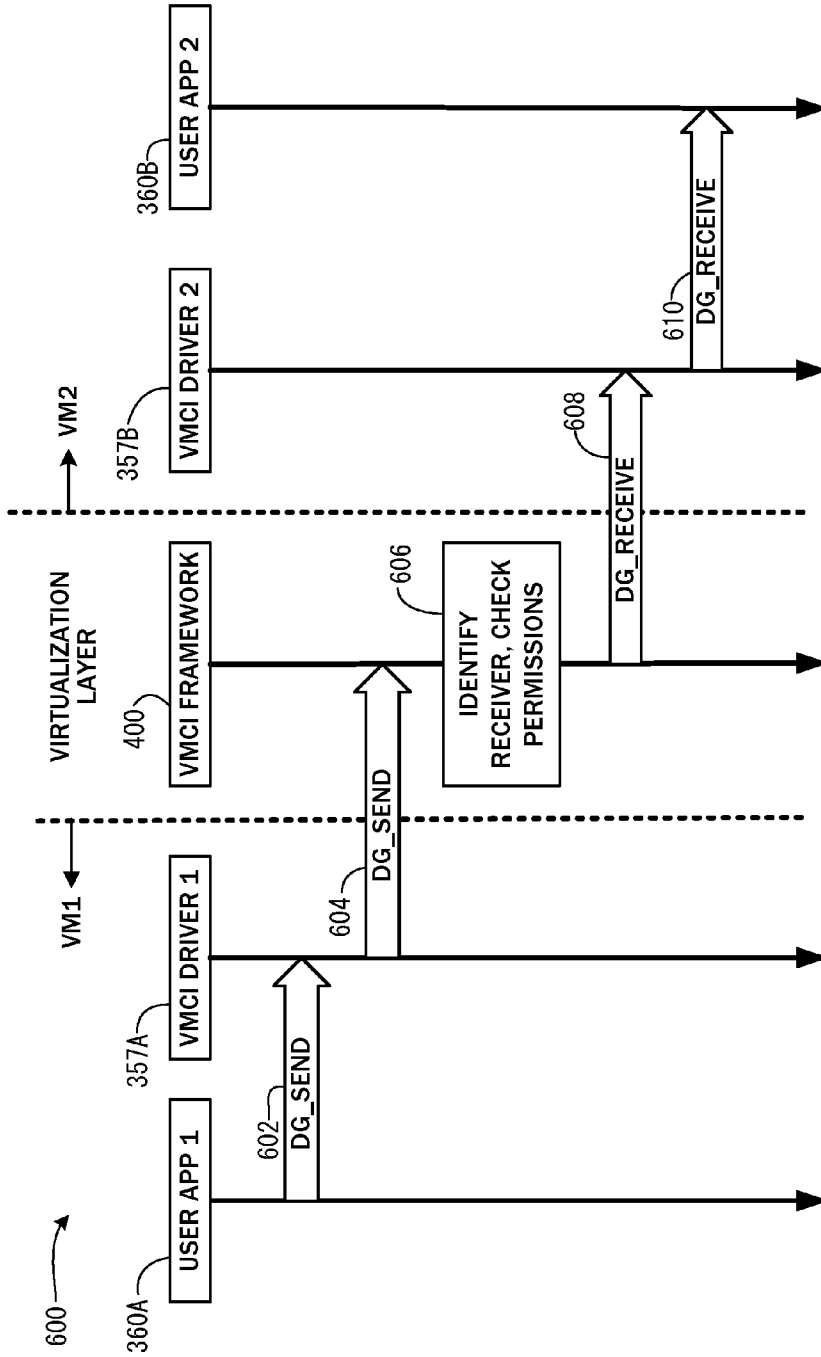 600
VM1
VIRTUALIZATION
LAYER
VM2
360A
USER APP 1
357A
VMCI DRIVER 1
400
VMCI FRAMEWORK
357B
VMCI DRIVER 2
360B
USER APP 2
602
DG_SEND
604
DG_SEND
606
IDENTIFY
RECEIVER, CHECK
PERMISSIONS
608
DG_RECEIVE
610
DG_RECEIVE